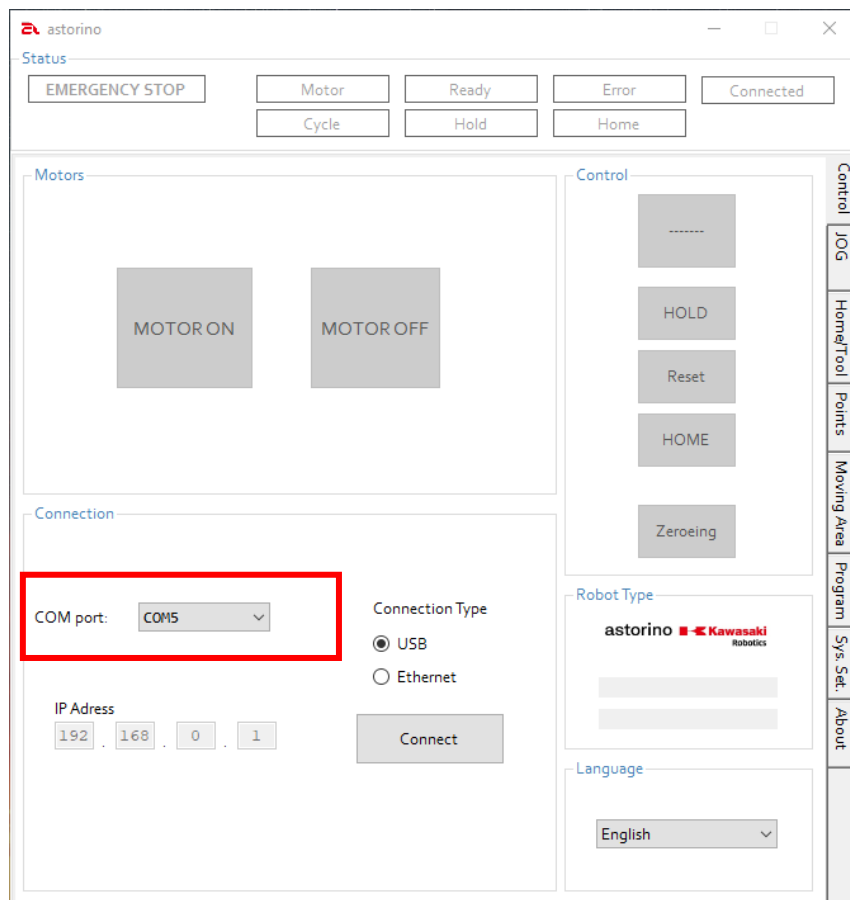 astorino
Status
EMERGENCY STOP
Motor
Ready
Error
Connected
Cycle
Hold
Home
Motors
MOTOR ON
MOTOR OFF
Control
-------
HOLD
Reset
HOME
Zeroeing
Connection
COM port:
COM5
Connection Type
USB
Ethernet
IP Adress
192 . 168 . 0 . 1
Connect
Robot Type
astorino Kawasaki
Robotics
Language
English
Control
JOG
Home/Tool
Points
Moving Area
Program
Sys. Set.
About